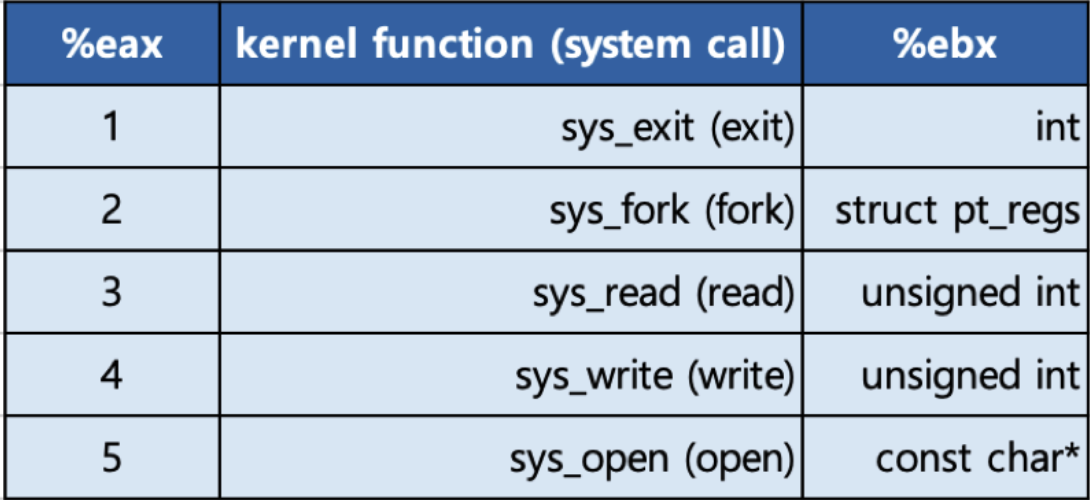 %eax kernel function (system call) %ebx
1 sys_exit (exit) int
2 sys_fork (fork) struct pt_regs
3 sys_read (read) unsigned int
4 sys_write (write) unsigned int
5 sys_open (open) const char*